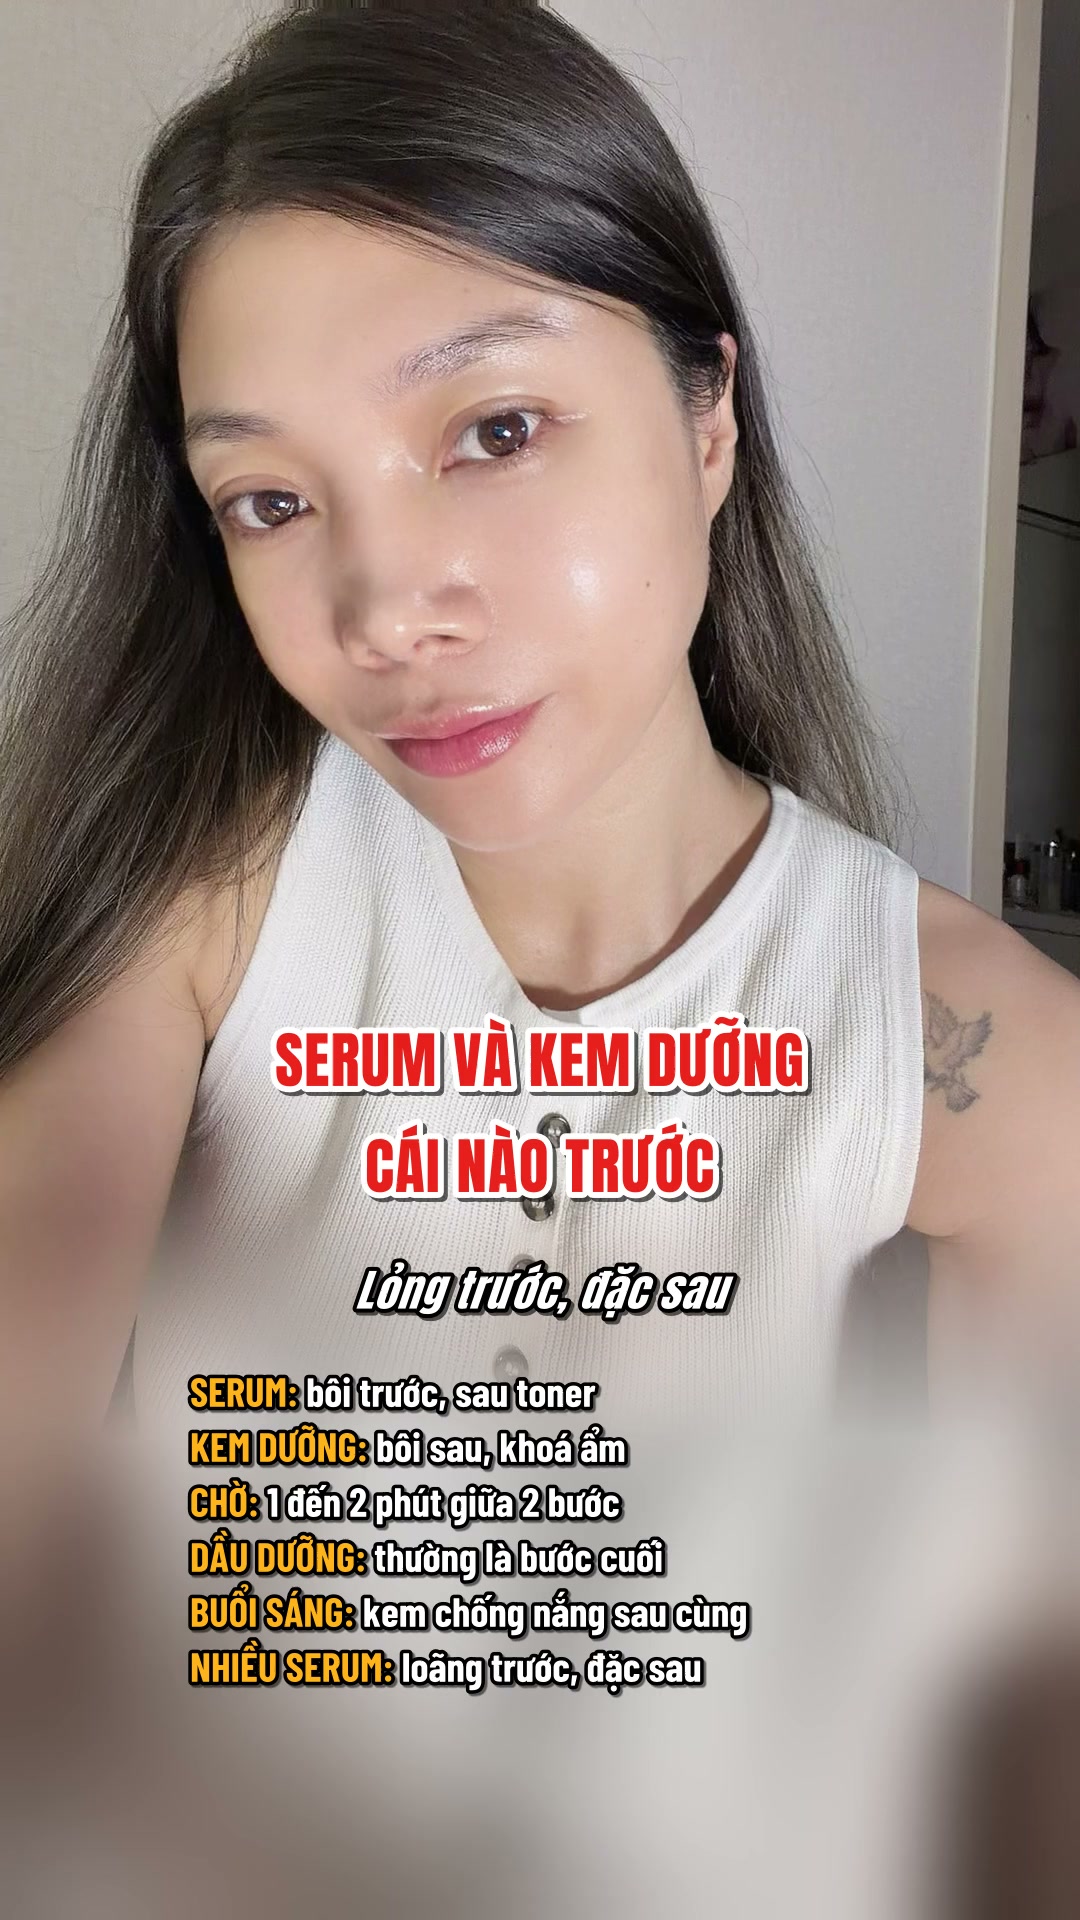 SERUM VÀ KEM DƯỠNG
CÁI NÀO TRƯỚC
Lỏng trước, đặc sau
SERUM: bôi trước, sau toner
KEM DƯỠNG: bôi sau, khoá ẩm
CHỜ: 1 đến 2 phút giữa 2 bước
DẦU DƯỠNG: thường là bước cuối
BUỔI SÁNG: kem chống nắng sau cùng
NHIỀU SERUM: loãng trước, đặc sau